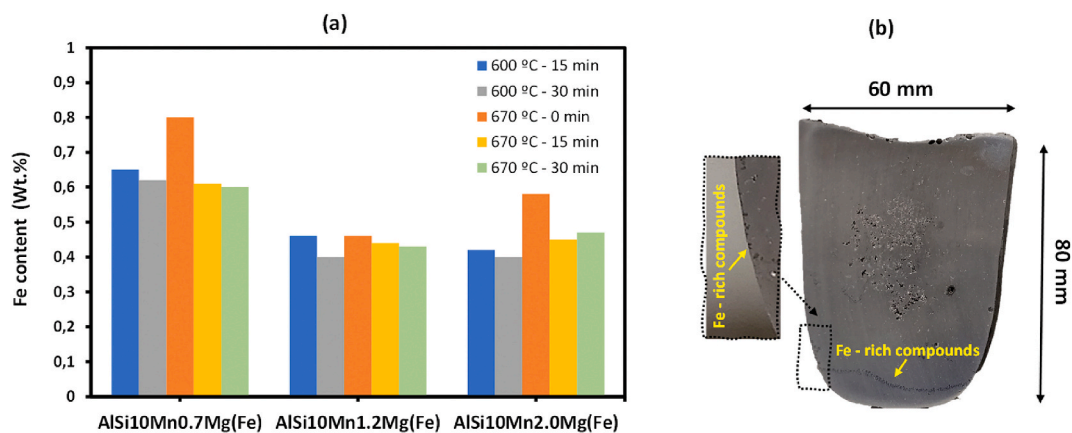 (a)
Fe content (Wt.%)
1
0,9
0,8
0,7
0,6
0,5
0,4
0,3
0,2
0,1
0
600 ºC - 15 min
600 ºC - 30 min
670 ºC - 0 min
670 ºC - 15 min
670 ºC - 30 min
AlSi10Mn0.7Mg(Fe)
AlSi10Mn1.2Mg(Fe)
AlSi10Mn2.0Mg(Fe)
(b)
60 mm
80 mm
Fe - rich compounds
Fe - rich compounds